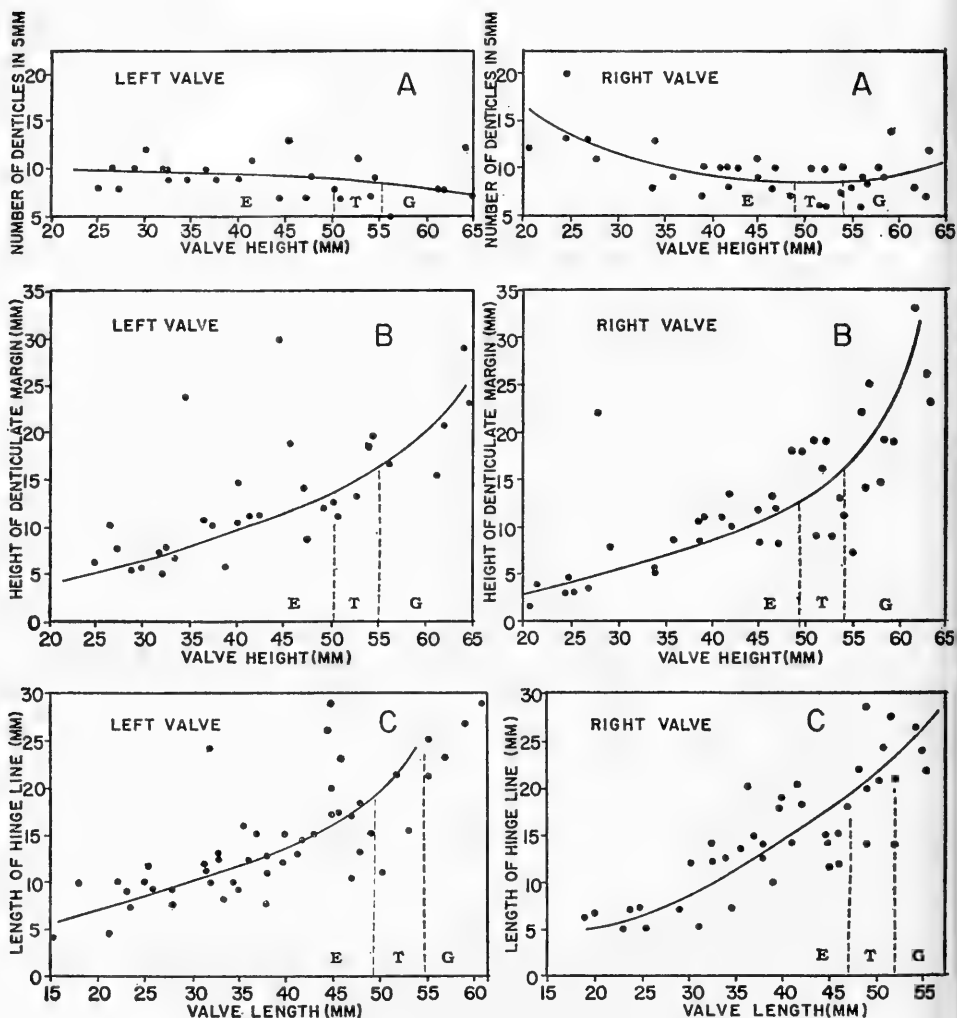 NUMBER OF DENTICLES IN 5MM
20
15
10
5
LEFT VALVE
A
E
T
G
20 25 30 35 40 45 50 55 60 65
VALVE HEIGHT(MM)
NUMBER OF DENTICLES IN 5MM
20
15
10
5
RIGHT VALVE
A
E
T
G
20 25 30 35 40 45 50 55 60 65
VALVE HEIGHT(MM)
HEIGHT OF DENTICULATE MARGIN (MM)
35
30
25
20
15
10
5
0
LEFT VALVE
B
E
T
G
20 25 30 35 40 45 50 55 60 65
VALVE HEIGHT(MM)
HEIGHT OF DENTICULATE MARGIN (MM)
35
30
25
20
15
10
5
0
RIGHT VALVE
B
E
T
G
20 25 30 35 40 45 50 55 60 65
VALVE HEIGHT(MM)
LENGTH OF HINGE LINE (MM)
30
25
20
15
10
5
0
LEFT VALVE
C
E
T
G
15 20 25 30 35 40 45 50 55 60
VALVE LENGTH(MM)
LENGTH OF HINGE LINE (MM)
30
25
20
15
10
5
0
RIGHT VALVE
C
E
T
G
15 20 25 30 35 40 45 50 55
VALVE LENGTH(MM)